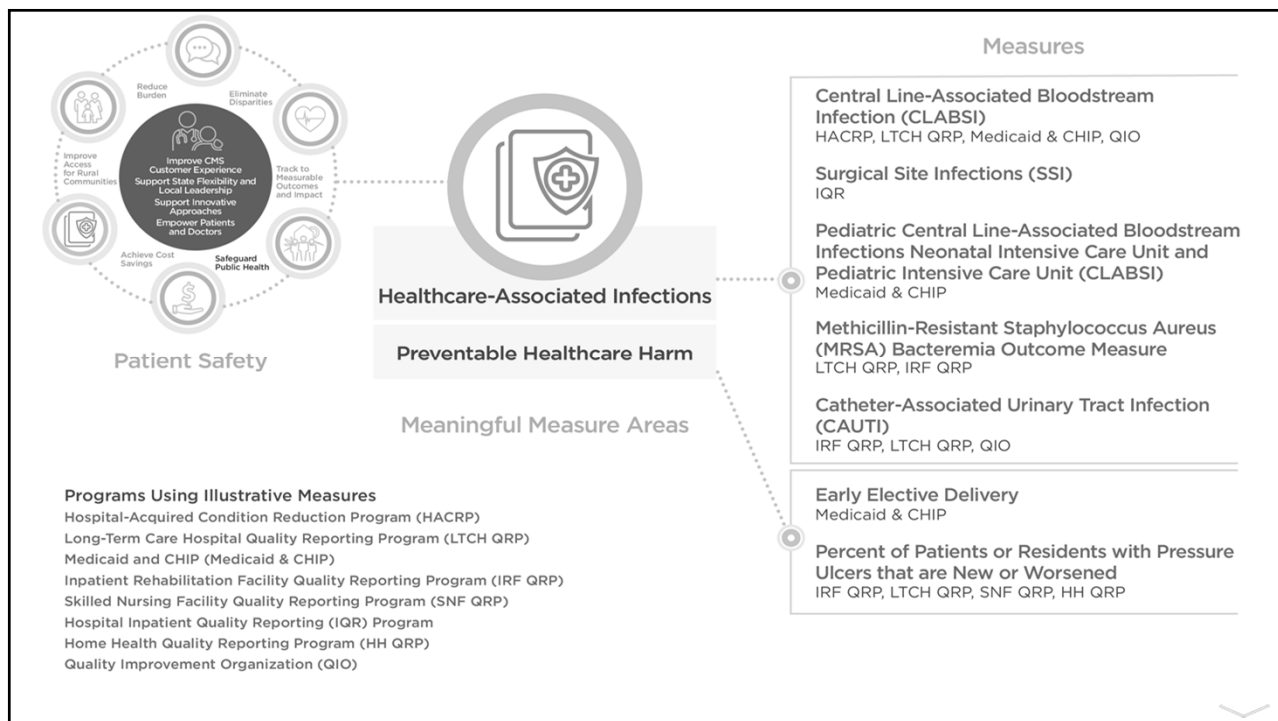 Reduce
Burden
Eliminate
Disparities
Improve
Access
for Rural
Communities
Improve CMS
Customer Experience
Support State Flexibility and
Local Leadership
Support Innovative
Approaches
Empower Patients
and Doctors
Track to
Measurable
Outcomes
and Impact
Achieve Cost
Savings
Safeguard
Public Health
Patient Safety
Healthcare-Associated Infections
Preventable Healthcare Harm
Meaningful Measure Areas
Measures
Central Line-Associated Bloodstream
Infection (CLABSI)
HACRP, LTCH QRP, Medicaid & CHIP, QIO
Surgical Site Infections (SSI)
IQR
Pediatric Central Line-Associated Bloodstream
Infections Neonatal Intensive Care Unit and
Pediatric Intensive Care Unit (CLABSI)
Medicaid & CHIP
Methicillin-Resistant Staphylococcus Aureus
(MRSA) Bacteremia Outcome Measure
LTCH QRP, IRF QRP
Catheter-Associated Urinary Tract Infection
(CAUTI)
IRF QRP, LTCH QRP, QIO
Early Elective Delivery
Medicaid & CHIP
Percent of Patients or Residents with Pressure
Ulcers that are New or Worsened
IRF QRP, LTCH QRP, SNF QRP, HH QRP
Programs Using Illustrative Measures
Hospital-Acquired Condition Reduction Program (HACRP)
Long-Term Care Hospital Quality Reporting Program (LTCH QRP)
Medicaid and CHIP (Medicaid & CHIP)
Inpatient Rehabilitation Facility Quality Reporting Program (IRF QRP)
Skilled Nursing Facility Quality Reporting Program (SNF QRP)
Hospital Inpatient Quality Reporting (IQR) Program
Home Health Quality Reporting Program (HH QRP)
Quality Improvement Organization (QIO)